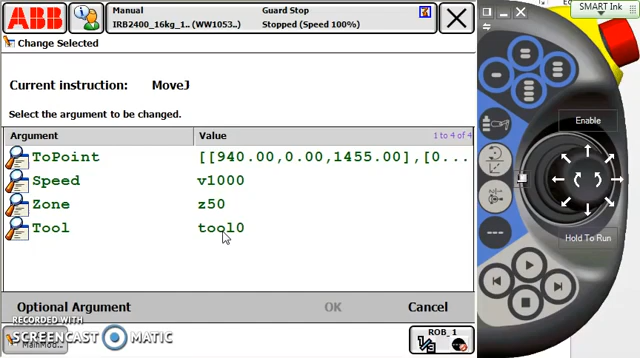 SMART Ink
ABB
Manual
Guard Stop
IRB2400_16kg_1.. (WW1053..)
Stopped (Speed 100%)
Change Selected
Current instruction: MoveJ
Select the argument to be changed.
Argument Value 1 to 4 of 4
ToPoint [[940.00,0.00,1455.00],[0...
Speed v1000
Zone z50
Tool tool0
Enable
Hold To Run
Optional Argument OK Cancel
RECORDED WITH
SCREENCAST MATIC
MainMod...
ROB_1
1/3